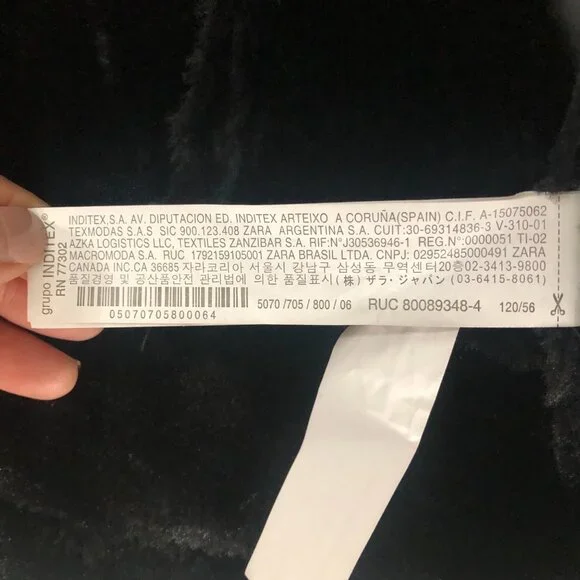 grupo INDITEX®
RN 77302
INDITEX,S.A. AV. DIPUTACION ED. INDITEX ARTEIXO A CORUÑA(SPAIN) C.I.F. A-15075062
TEXMODAS S.A.S SIC 900.123.408 ZARA ARGENTINA S.A. CUIT:30-69314836-3 V-310-01
AZKA LOGISTICS LLC, TEXTILES ZANZIBAR S.A. RIF:N°J30536946-1 REG.N°:0000051 TI-02
MACROMODA S.A. RUC 1792159105001 ZARA BRASIL LTDA. CNPJ: 02952485000491 ZARA
CANADA INC.CA 36685 자라코리아 서울시 강남구 삼성동 무역센터20층02-3413-9800
품질경영 및 공산품안전 관리법에 의한 품질표시 (株) ザラ・ジャパン (03-6415-8061)
5070 /705 / 800 / 06 RUC 80089348-4 120/56
05070705800064